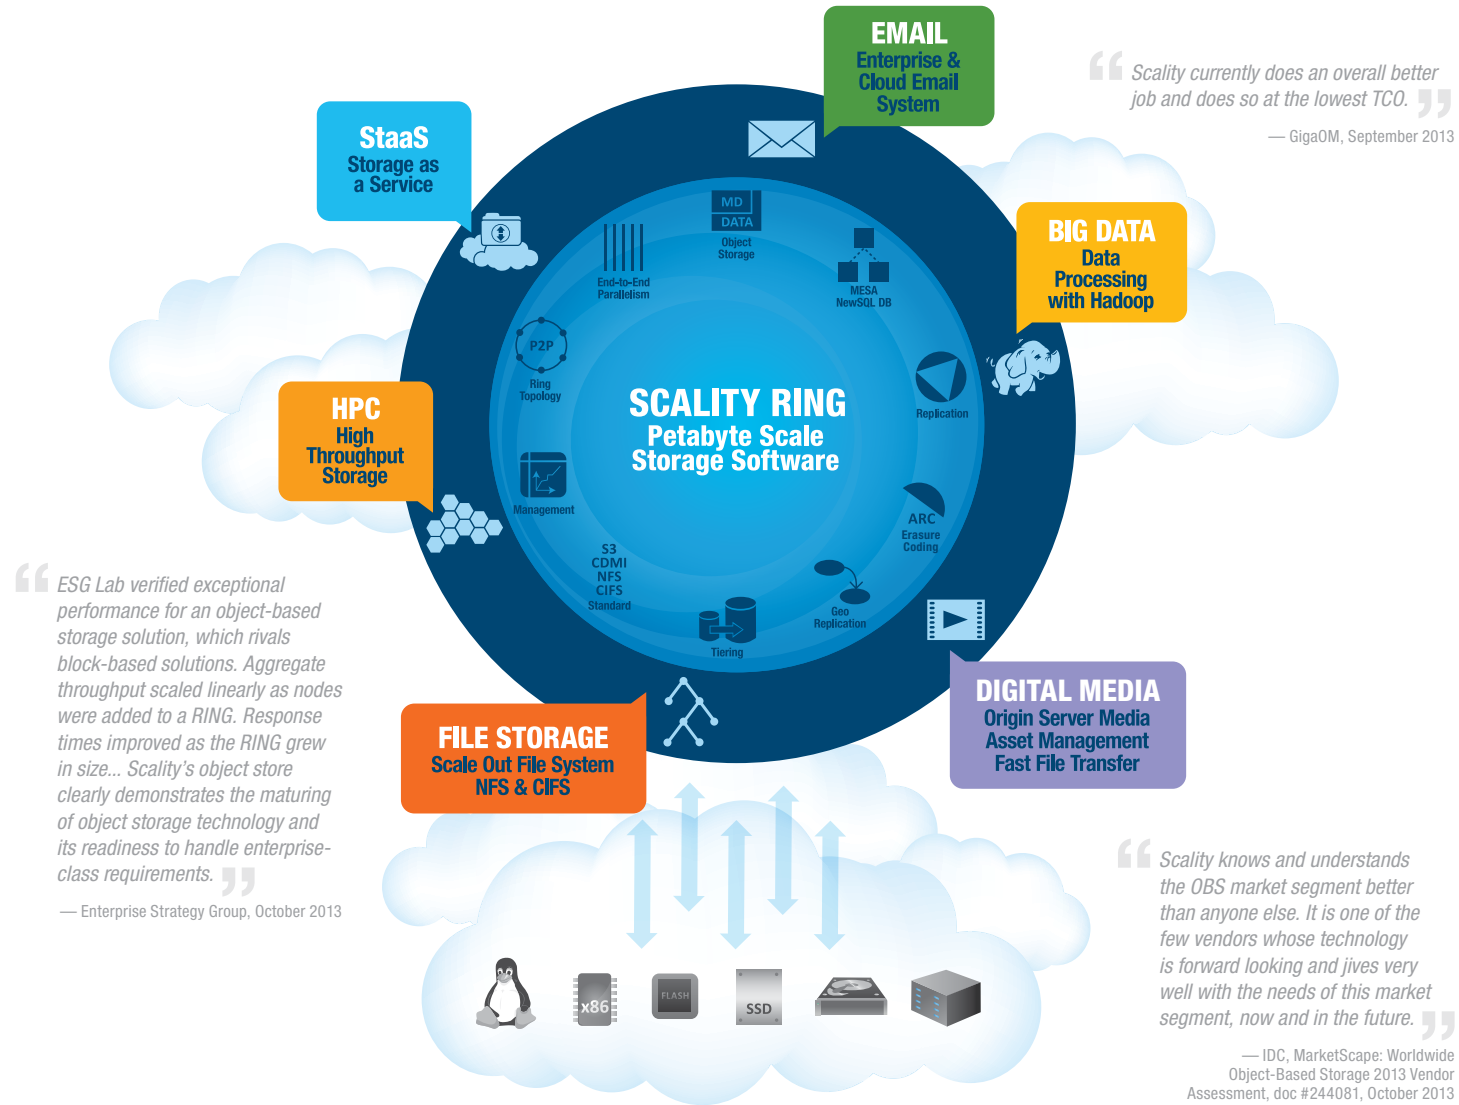 EMAIL
Enterprise &
Cloud Email
System
“ Scality currently does an overall better
job and does so at the lowest TCO. ”
— GigaOM, September 2013
StaaS
Storage as
a Service
BIG DATA
Data
Processing
with Hadoop
HPC
High
Throughput
Storage
MD
DATA
Object
Storage
End-to-End
Parallelism
MESA
NewSQL DB
P2P
Ring
Topology
Replication
SCALITY RING
Petabyte Scale
Storage Software
Management
ARC
Erasure
Coding
S3
CDMI
NFS
CIFS
Standard
Geo
Replication
Tiering
“ ESG Lab verified exceptional
performance for an object-based
storage solution, which rivals
block-based solutions. Aggregate
throughput scaled linearly as nodes
were added to a RING. Response
times improved as the RING grew
in size... Scality’s object store
clearly demonstrates the maturing
of object storage technology and
its readiness to handle enterprise-
class requirements. ”
— Enterprise Strategy Group, October 2013
FILE STORAGE
Scale Out File System
NFS & CIFS
DIGITAL MEDIA
Origin Server Media
Asset Management
Fast File Transfer
“ Scality knows and understands
the OBS market segment better
than anyone else. It is one of the
few vendors whose technology
is forward looking and jives very
well with the needs of this market
segment, now and in the future. ”
— IDC, MarketScape: Worldwide
Object-Based Storage 2013 Vendor
Assessment, doc #244081, October 2013
x86
FLASH
SSD